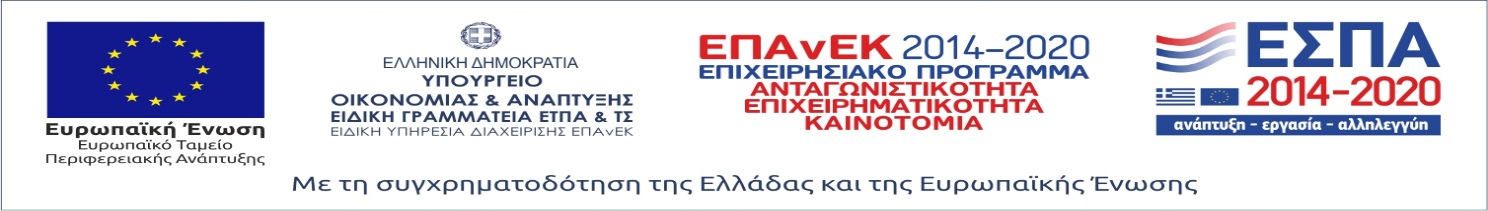 Ευρωπαϊκή Ένωση
Ευρωπαϊκό Ταμείο
Περιφερειακής Ανάπτυξης
ΕΛΛΗΝΙΚΗ ΔΗΜΟΚΡΑΤΙΑ
ΥΠΟΥΡΓΕΙΟ
ΟΙΚΟΝΟΜΙΑΣ & ΑΝΑΠΤΥΞΗΣ
ΕΙΔΙΚΗ ΓΡΑΜΜΑΤΕΙΑ ΕΤΠΑ & ΤΣ
ΕΙΔΙΚΗ ΥΠΗΡΕΣΙΑ ΔΙΑΧΕΙΡΙΣΗΣ ΕΠΑνΕΚ
ΕΠΑνΕΚ 2014–2020
ΕΠΙΧΕΙΡΗΣΙΑΚΟ ΠΡΟΓΡΑΜΜΑ
ΑΝΤΑΓΩΝΙΣΤΙΚΟΤΗΤΑ
ΕΠΙΧΕΙΡΗΜΑΤΙΚΟΤΗΤΑ
ΚΑΙΝΟΤΟΜΙΑ
ΕΣΠΑ
2014-2020
ανάπτυξη - εργασία - αλληλεγγύη
Με τη συγχρηματοδότηση της Ελλάδας και της Ευρωπαϊκής Ένωσης